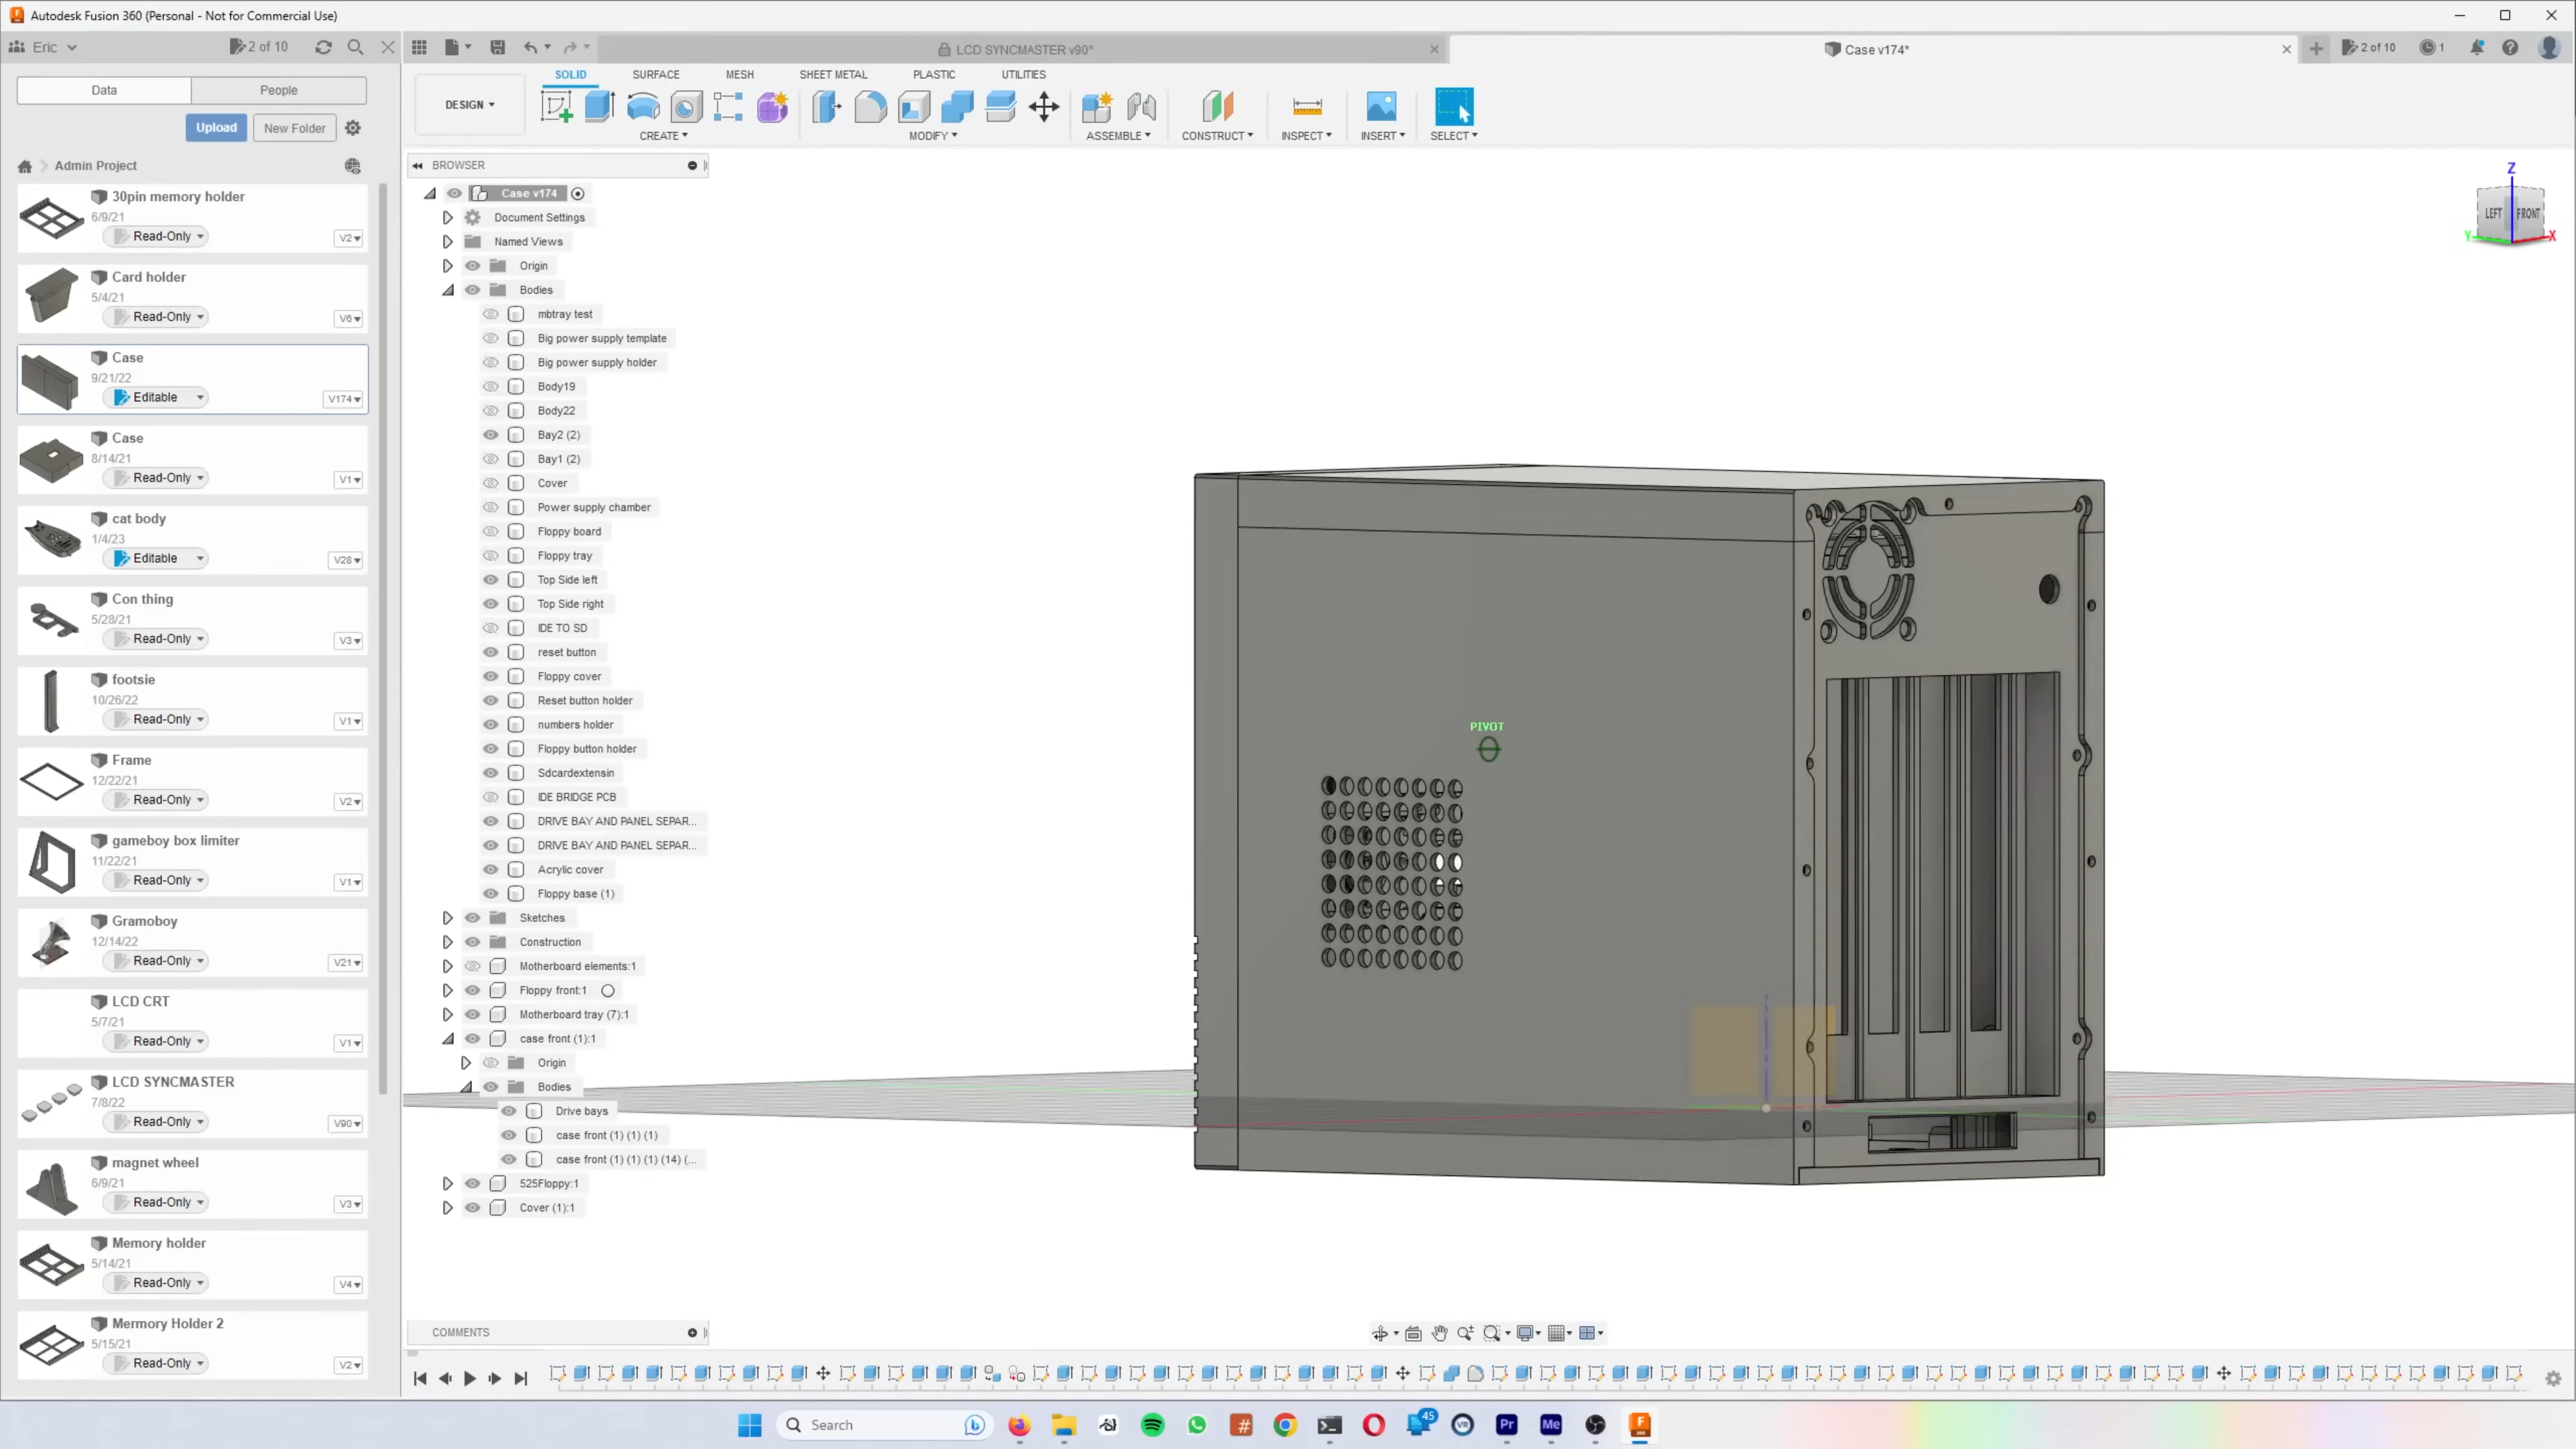 Autodesk Fusion 360 (Personal - Not for Commercial Use)
Eric
2 of 10
LCD SYNCMASTER v90*
Case v174*
2 of 10
1
Data
People
Upload
New Folder
Admin Project
30pin memory holder
6/9/21
Read-Only
V2
Card holder
5/4/21
Read-Only
V6
Case
9/21/22
Editable
V174
Case
8/14/21
Read-Only
V1
cat body
1/4/23
Editable
V28
Con thing
5/28/21
Read-Only
V3
footsie
10/26/22
Read-Only
V1
Frame
12/22/21
Read-Only
V2
gameboy box limiter
11/22/21
Read-Only
V1
Gramoboy
12/14/22
Read-Only
V21
LCD CRT
5/7/21
Read-Only
V1
LCD SYNCMASTER
7/8/22
Read-Only
V90
magnet wheel
6/9/21
Read-Only
V3
Memory holder
5/14/21
Read-Only
V4
Mermory Holder 2
5/15/21
Read-Only
V2
DESIGN
SOLID
SURFACE
MESH
SHEET METAL
PLASTIC
UTILITIES
CREATE
MODIFY
ASSEMBLE
CONSTRUCT
INSPECT
INSERT
SELECT
BROWSER
Case v174
Document Settings
Named Views
Origin
Bodies
mbtray test
Big power supply template
Big power supply holder
Body19
Body22
Bay2 (2)
Bay1 (2)
Cover
Power supply chamber
Floppy board
Floppy tray
Top Side left
Top Side right
IDE TO SD
reset button
Floppy cover
Reset button holder
numbers holder
Floppy button holder
Sdcardextensin
IDE BRIDGE PCB
DRIVE BAY AND PANEL SEPAR...
DRIVE BAY AND PANEL SEPAR...
Acrylic cover
Floppy base (1)
Sketches
Construction
Motherboard elements:1
Floppy front:1
Motherboard tray (7):1
case front (1):1
Origin
Bodies
Drive bays
case front (1) (1) (1)
case front (1) (1) (1) (14) (...
525Floppy:1
Cover (1):1
COMMENTS
Z
LEFT
FRONT
Y
X
PIVOT
Search
45
VR
Pr
Me
F
360